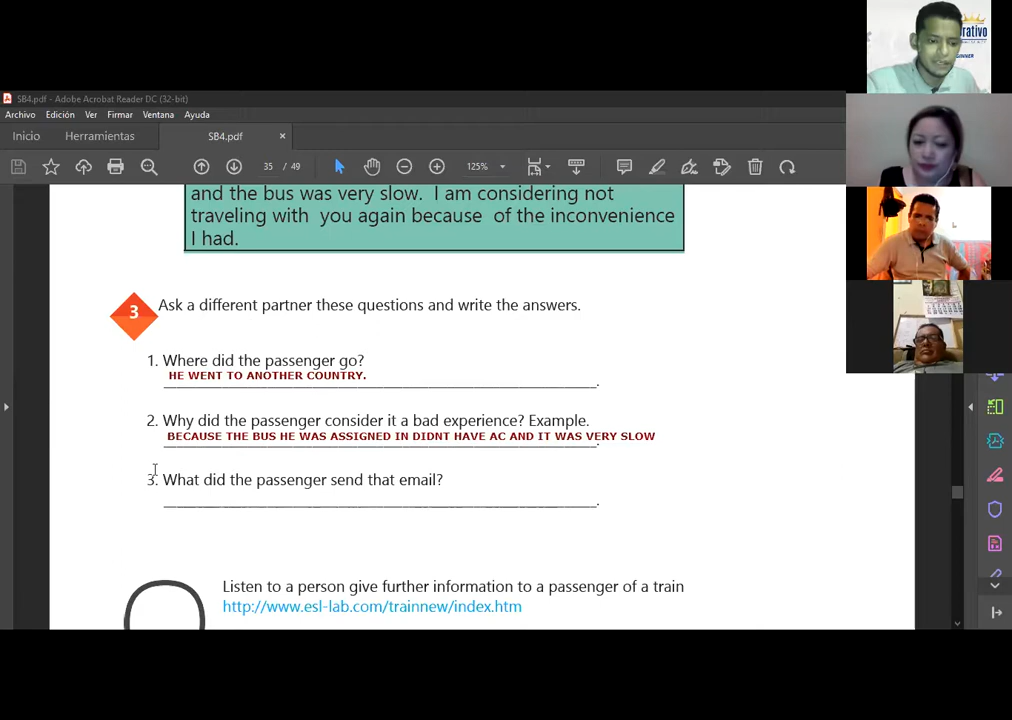 SB4.pdf - Adobe Acrobat Reader DC (32-bit)
Archivo Edición Ver Firmar Ventana Ayuda
Inicio Herramientas SB4.pdf ×
35 / 49 125%
and the bus was very slow. I am considering not
traveling with you again because of the inconvenience
I had.
3 Ask a different partner these questions and write the answers.
1. Where did the passenger go?
HE WENT TO ANOTHER COUNTRY.
2. Why did the passenger consider it a bad experience? Example.
BECAUSE THE BUS HE WAS ASSIGNED IN DIDNT HAVE AC AND IT WAS VERY SLOW
3. What did the passenger send that email?
Listen to a person give further information to a passenger of a train
http://www.esl-lab.com/trainnew/index.htm